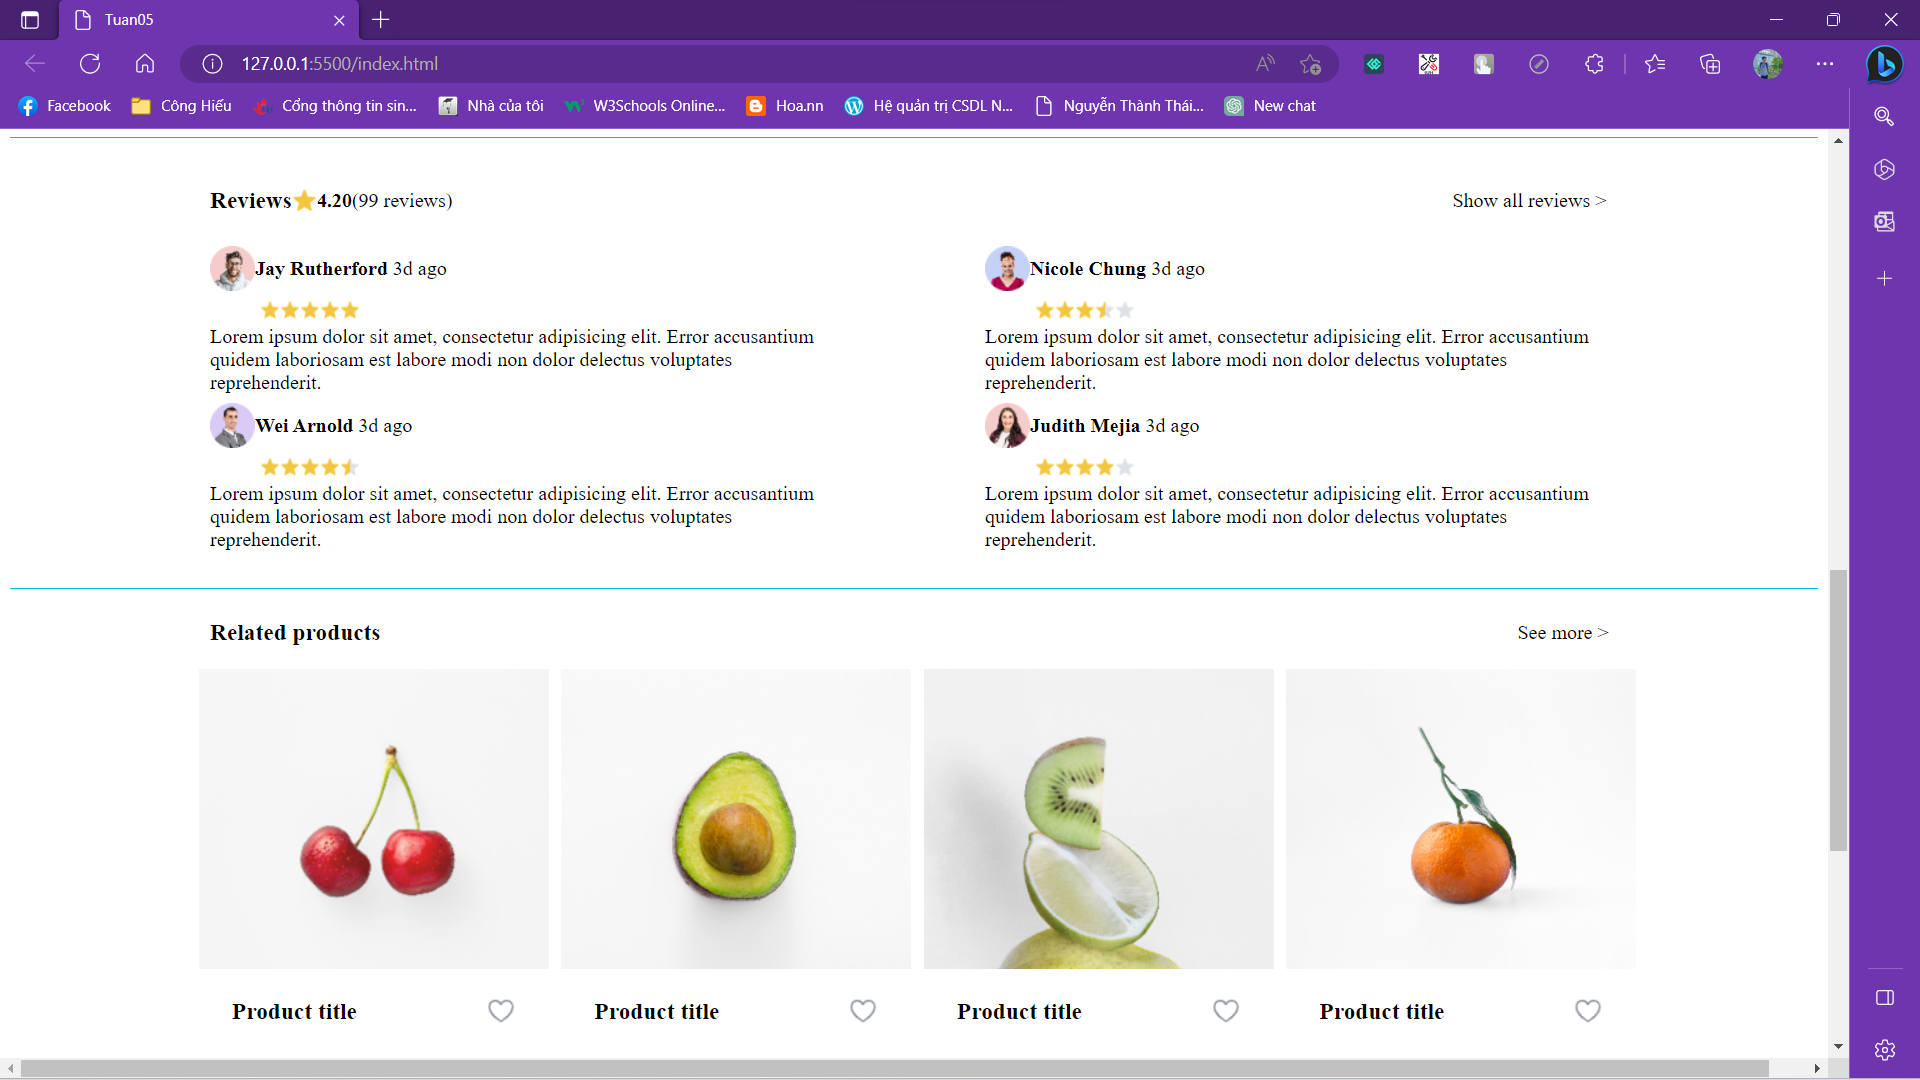 Tuan05
127.0.0.1:5500/index.html
Facebook Công Hiếu Cổng thông tin sin... Nhà của tôi W3Schools Online... Hoa.nn Hệ quản trị CSDL N... Nguyễn Thành Thái... New chat
Reviews 4.20(99 reviews) Show all reviews >
Jay Rutherford 3d ago
Lorem ipsum dolor sit amet, consectetur adipisicing elit. Error accusantium
quidem laboriosam est labore modi non dolor delectus voluptates
reprehenderit.
Nicole Chung 3d ago
Lorem ipsum dolor sit amet, consectetur adipisicing elit. Error accusantium
quidem laboriosam est labore modi non dolor delectus voluptates
reprehenderit.
Wei Arnold 3d ago
Lorem ipsum dolor sit amet, consectetur adipisicing elit. Error accusantium
quidem laboriosam est labore modi non dolor delectus voluptates
reprehenderit.
Judith Mejia 3d ago
Lorem ipsum dolor sit amet, consectetur adipisicing elit. Error accusantium
quidem laboriosam est labore modi non dolor delectus voluptates
reprehenderit.
Related products See more >
Product title Product title Product title Product title